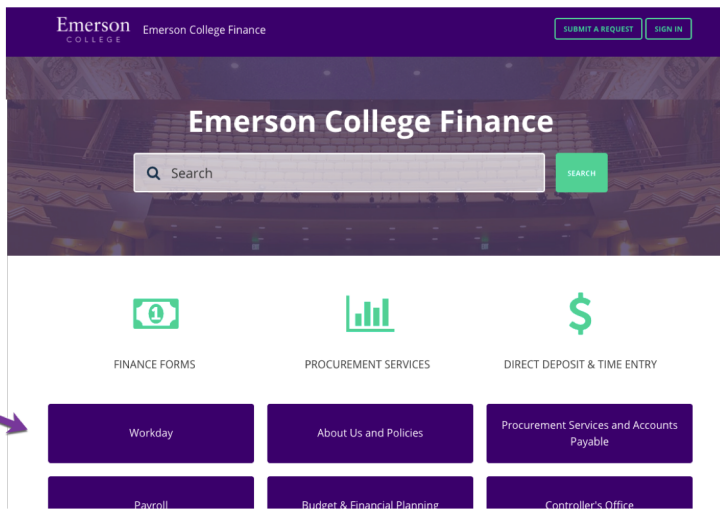 Emerson
COLLEGE
Emerson College Finance
SUBMIT A REQUEST
SIGN IN
Emerson College Finance
Search
SEARCH
1
FINANCE FORMS
PROCUREMENT SERVICES
DIRECT DEPOSIT & TIME ENTRY
Workday
About Us and Policies
Procurement Services and Accounts
Payable
Payroll
Budget & Financial Planning
Controller's Office